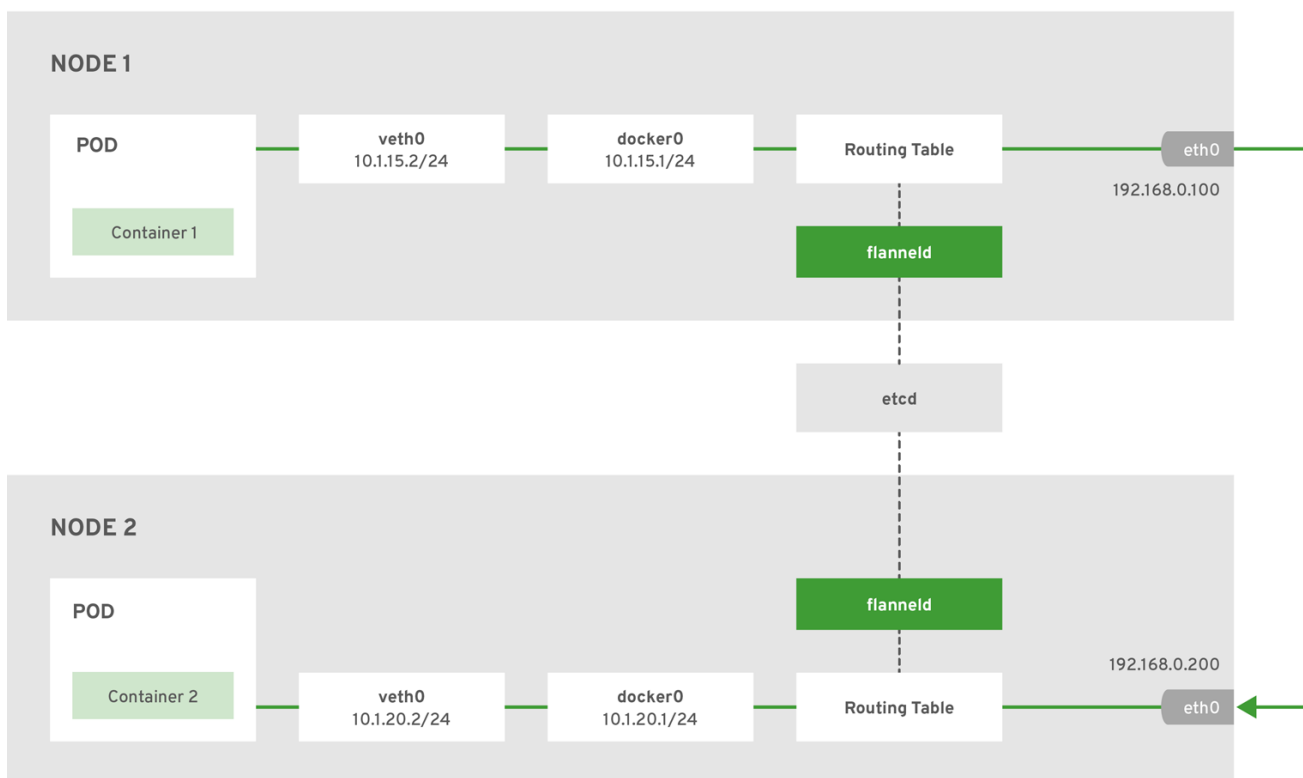 NODE 1
POD
Container 1
veth0
10.1.15.2/24
docker0
10.1.15.1/24
Routing Table
eth0
192.168.0.100
flanneld
etcd
NODE 2
flanneld
POD
Container 2
veth0
10.1.20.2/24
docker0
10.1.20.1/24
Routing Table
192.168.0.200
eth0